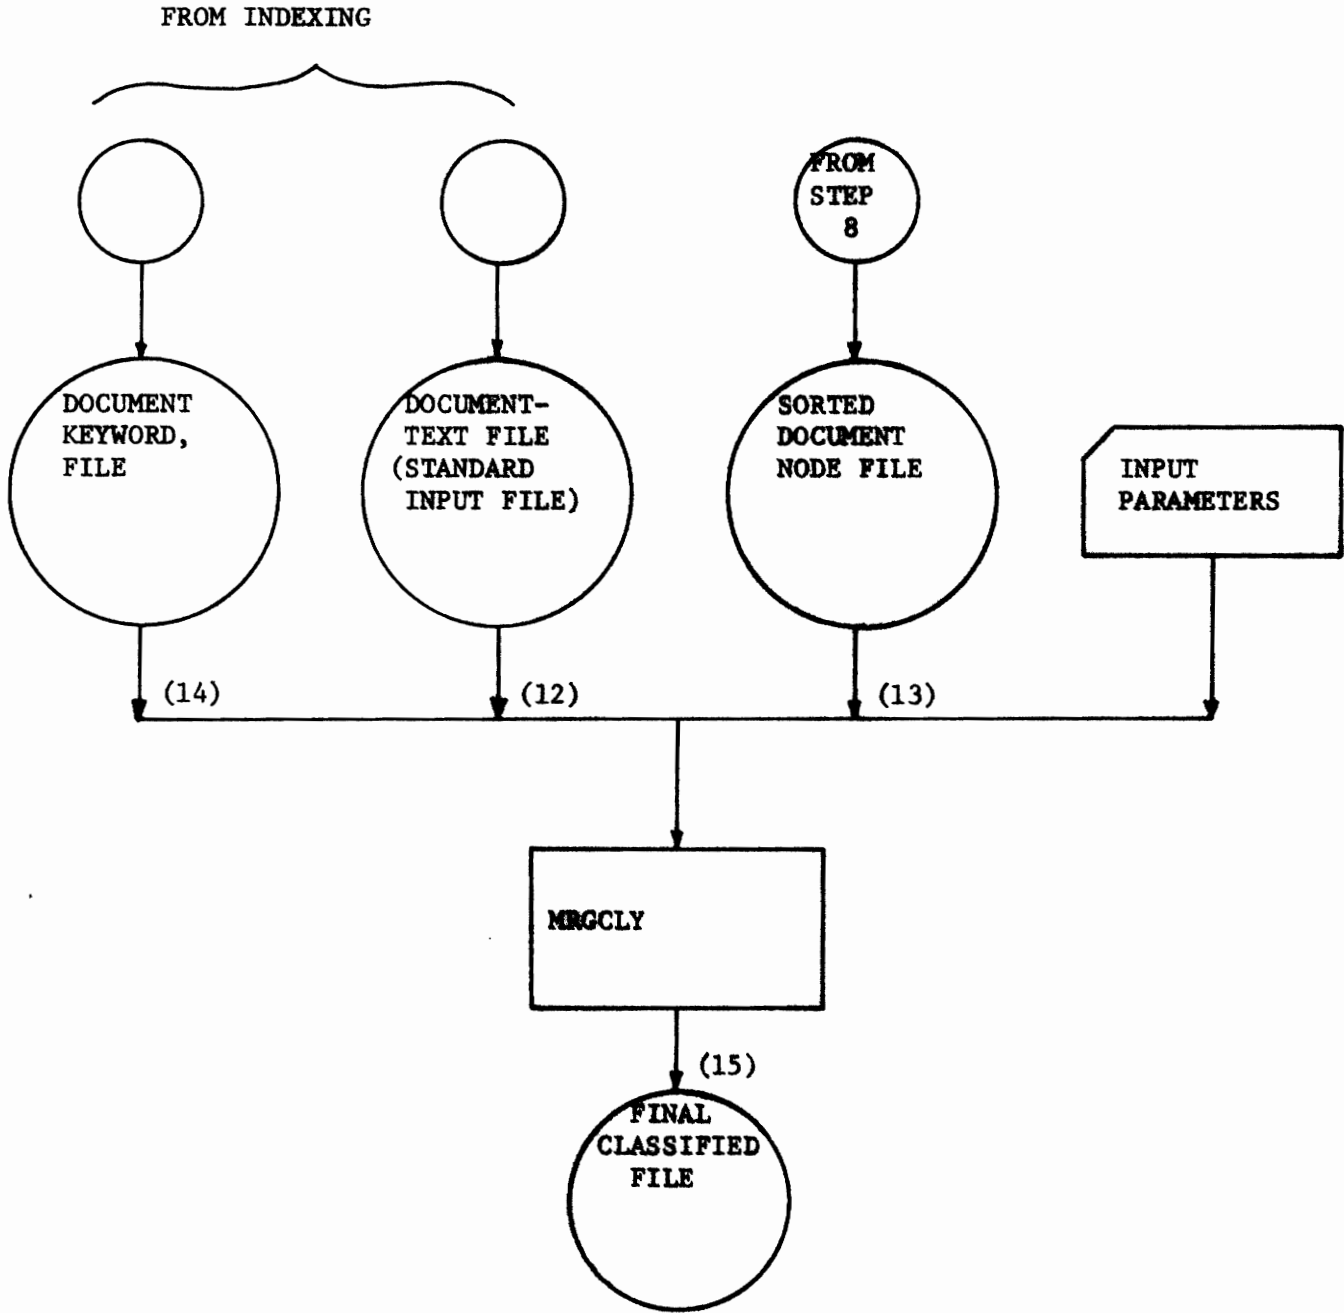 FROM INDEXING
FROM
STEP
8
DOCUMENT
KEYWORD,
FILE
DOCUMENT-
TEXT FILE
(STANDARD
INPUT FILE)
SORTED
DOCUMENT
NODE FILE
INPUT
PARAMETERS
(14)
(12)
(13)
MRGCLY
(15)
FINAL
CLASSIFIED
FILE